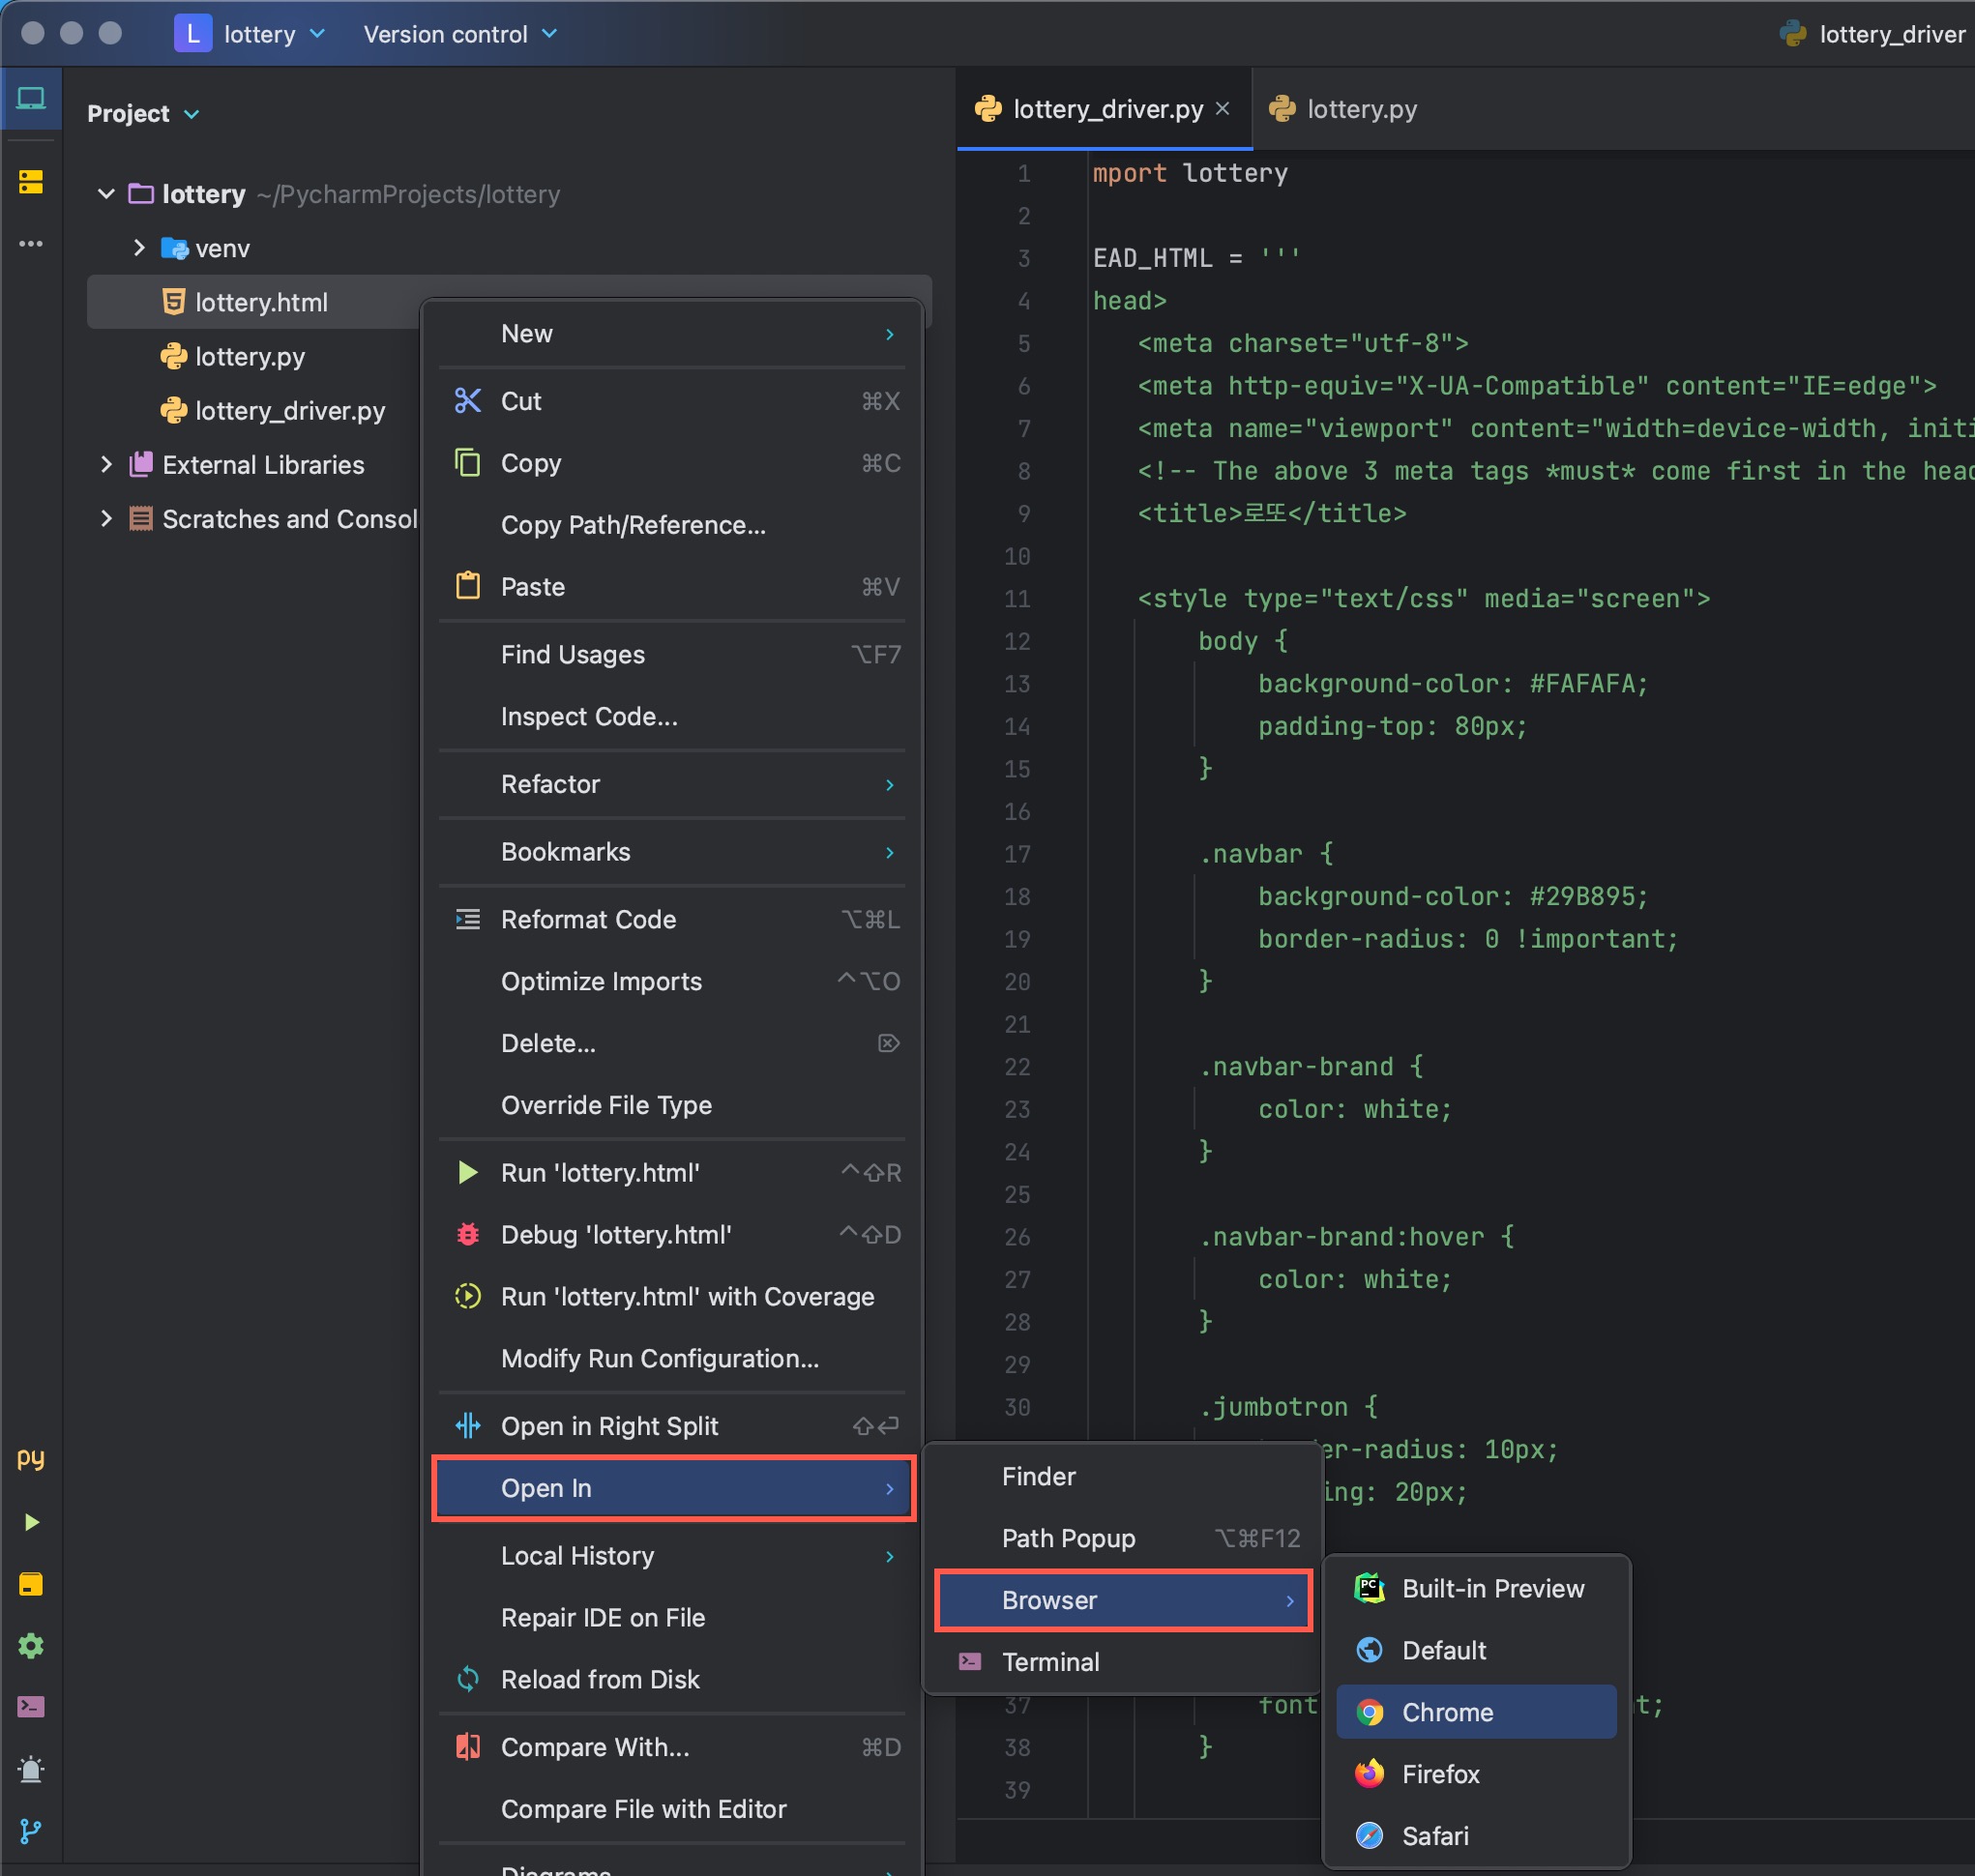 L lottery Version control lottery_driver
Project
lottery ~/PycharmProjects/lottery
venv
lottery.html
lottery.py
lottery_driver.py
External Libraries
Scratches and Consol
New
Cut ⌘X
Copy ⌘C
Copy Path/Reference...
Paste ⌘V
Find Usages ⌥F7
Inspect Code...
Refactor
Bookmarks
Reformat Code ⌥⌘L
Optimize Imports ^⌥O
Delete... ⌦
Override File Type
Run 'lottery.html' ^⇧R
Debug 'lottery.html' ^⇧D
Run 'lottery.html' with Coverage
Modify Run Configuration...
Open in Right Split ⇧⏎
Open In
Local History
Repair IDE on File
Reload from Disk
Compare With... ⌘D
Compare File with Editor
Diagrams
Finder
Path Popup ⌥⌘F12
Browser
Terminal
Built-in Preview
Default
Chrome
Firefox
Safari
py
lottery_driver.py × lottery.py
1 mport lottery
2
3 EAD_HTML = '''
4 head>
5 <meta charset="utf-8">
6 <meta http-equiv="X-UA-Compatible" content="IE=edge">
7 <meta name="viewport" content="width=device-width, initi
8 <!-- The above 3 meta tags *must* come first in the head
9 <title>로또</title>
10
11 <style type="text/css" media="screen">
12 body {
13 background-color: #FAFAFA;
14 padding-top: 80px;
15 }
16
17 .navbar {
18 background-color: #29B895;
19 border-radius: 0 !important;
20 }
21
22 .navbar-brand {
23 color: white;
24 }
25
26 .navbar-brand:hover {
27 color: white;
28 }
29
30 .jumbotron {
er-radius: 10px;
ing: 20px;
37 font t;
38 }
39